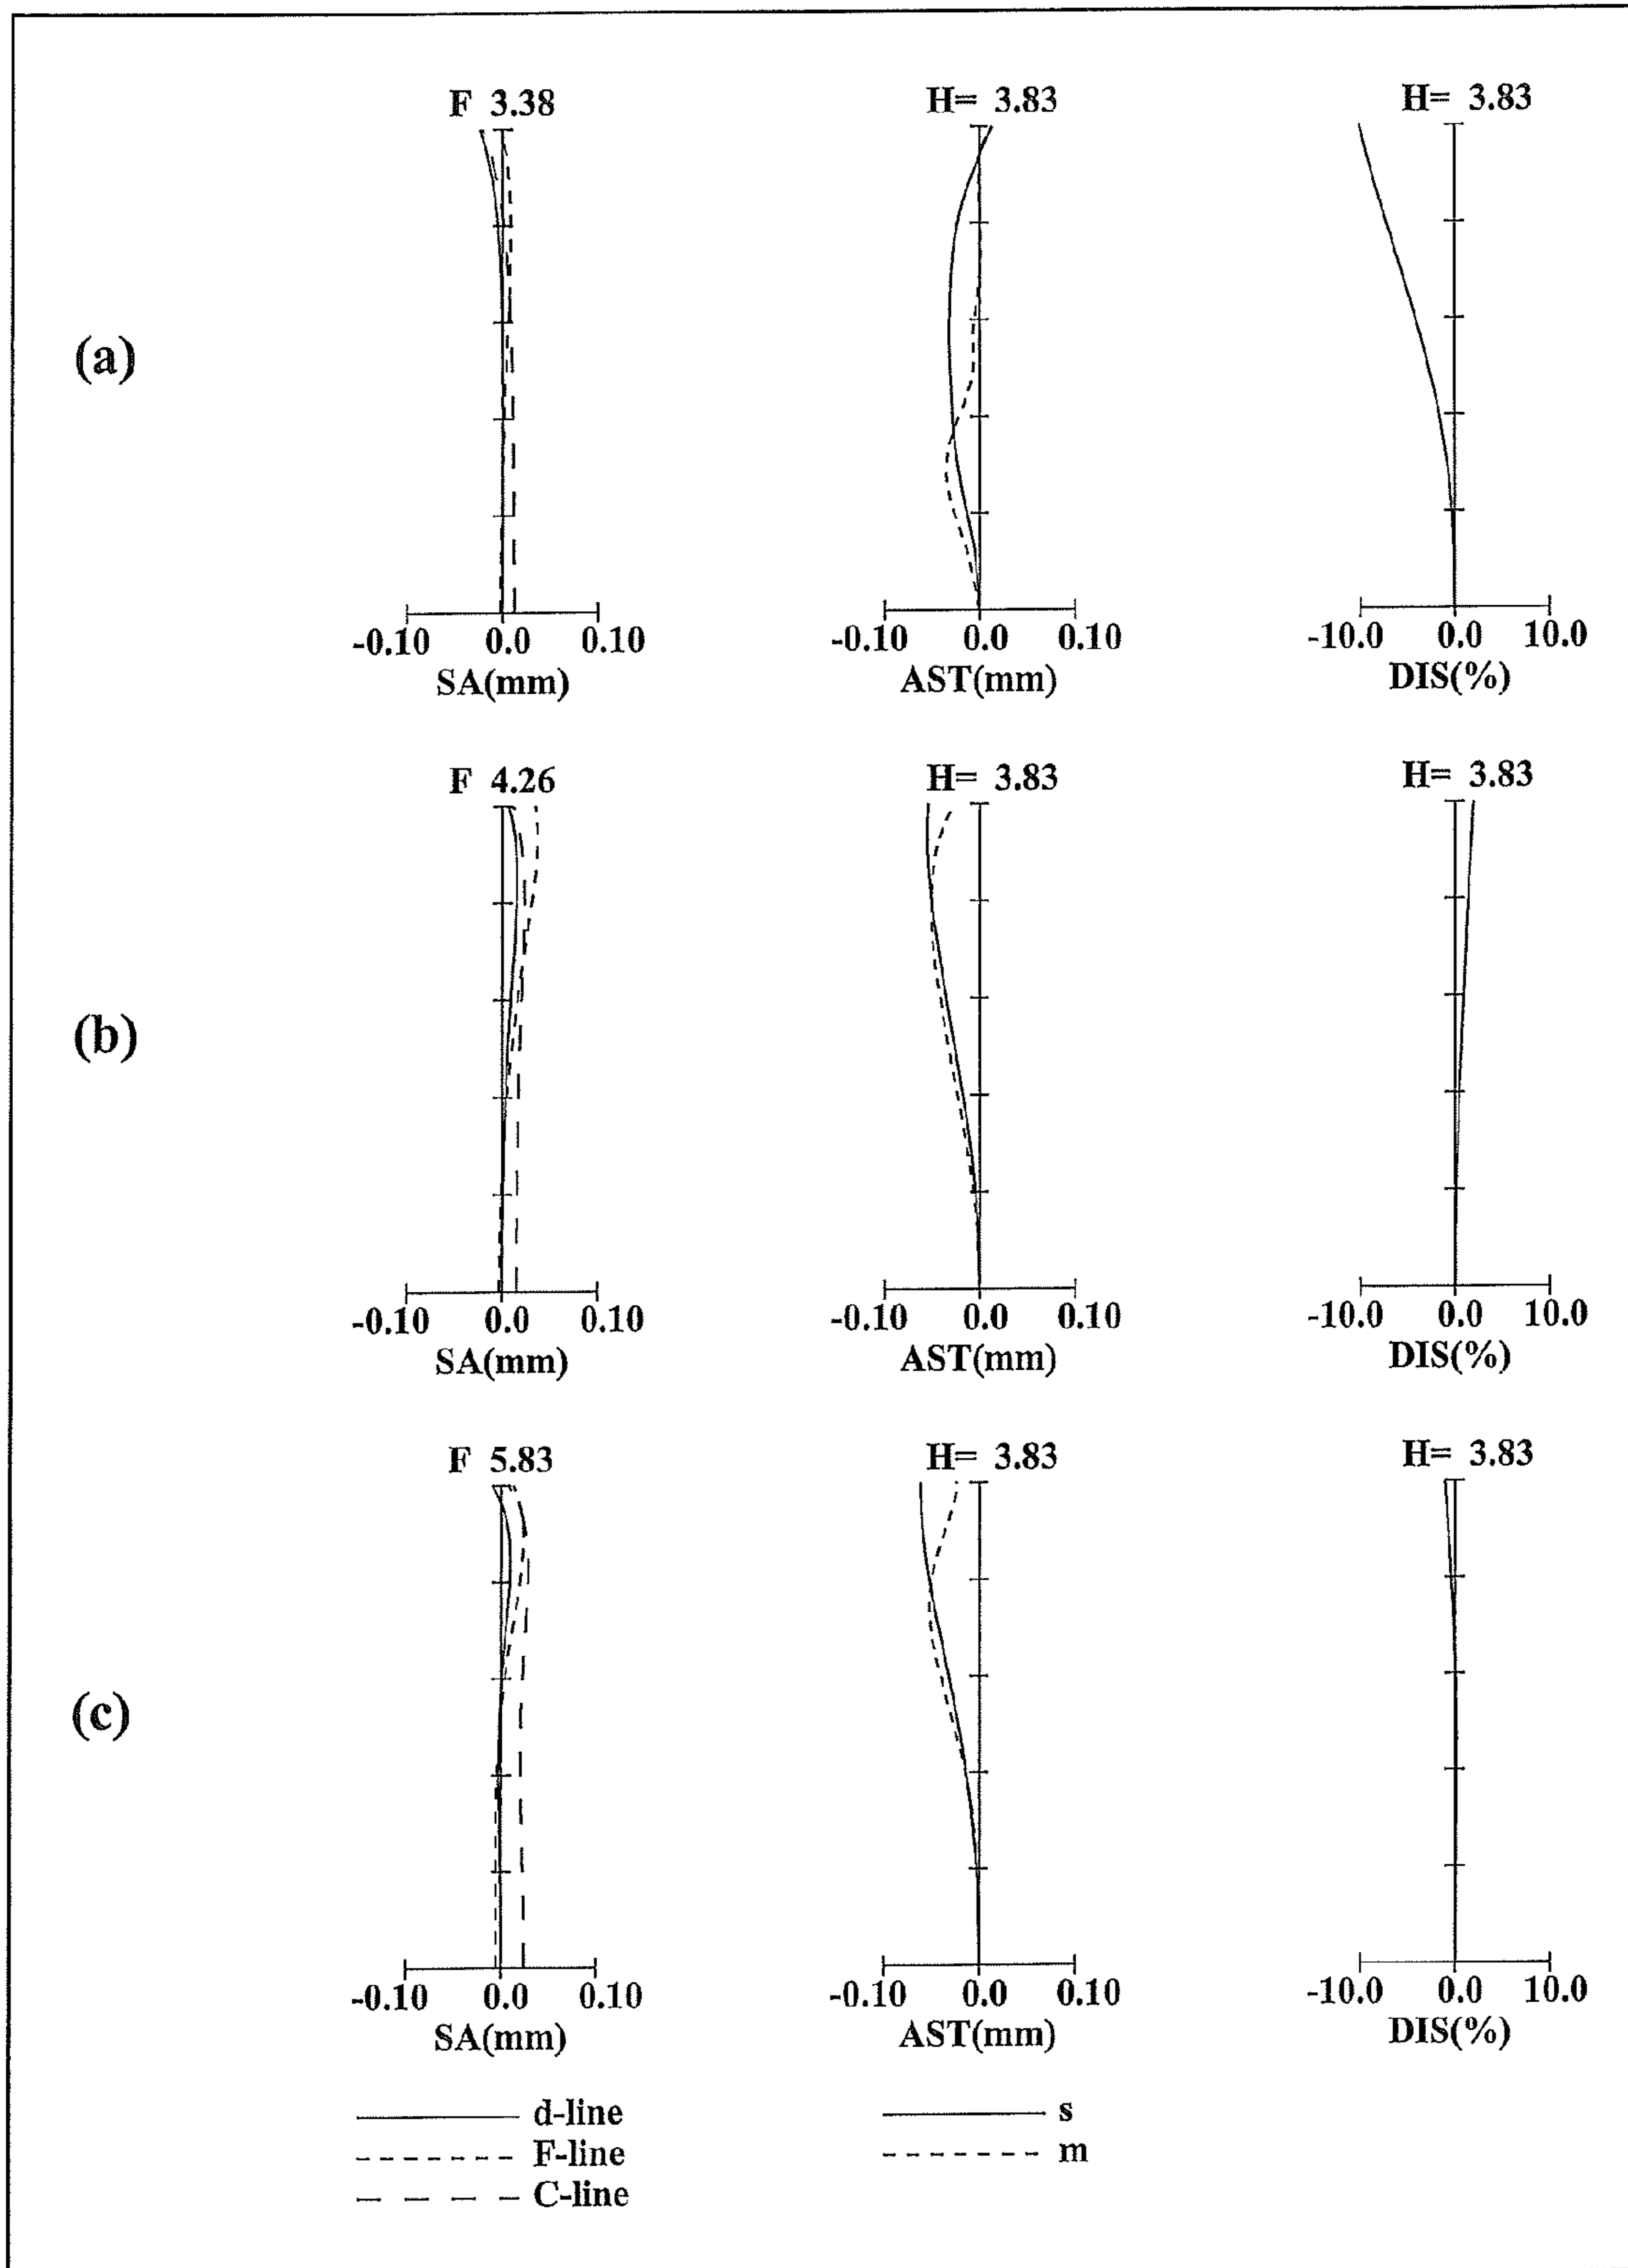 F 3.38 H= 3.83 H= 3.83
(a)
-0.10 0.0 0.10 -0.10 0.0 0.10 -10.0 0.0 10.0
SA(mm) AST(mm) DIS(%)
F 4.26 H= 3.83 H= 3.83
(b)
-0.10 0.0 0.10 -0.10 0.0 0.10 -10.0 0.0 10.0
SA(mm) AST(mm) DIS(%)
F 5.83 H= 3.83 H= 3.83
(c)
-0.10 0.0 0.10 -0.10 0.0 0.10 -10.0 0.0 10.0
SA(mm) AST(mm) DIS(%)
d-line s
F-line m
C-line